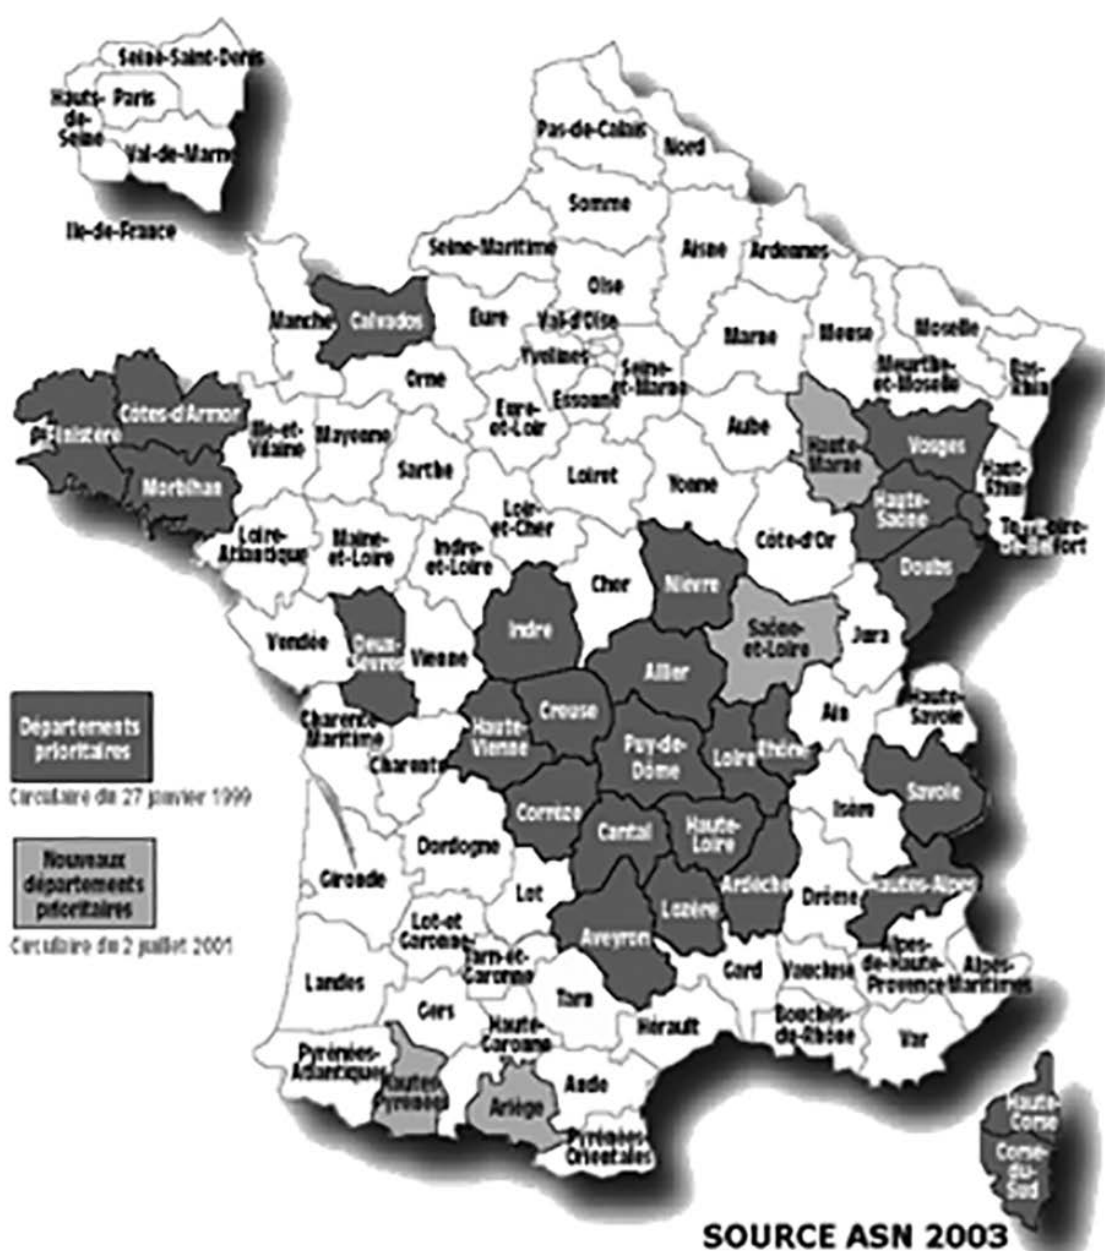 Seine-Saint-Denis
Hauts-
de-
Seine
Paris
Val-de-Marne
Ile-de-France
Pas-de-Calais
Nord
Somme
Seine-Maritime
Aisne
Ardennes
Oise
Manche
Calvados
Eure
Val-d'Oise
Marne
Meuse
Moselle
Yvelines
Seine-
et-Marne
Meurthe-
et-Moselle
Bas-
Rhin
Orne
Essonne
Côtes-d'Armor
Finistère
Ille-et-
Vilaine
Mayenne
Eure-
et-Loir
Aube
Haute-
Marne
Vosges
Sarthe
Loiret
Yonne
Haut-
Rhin
Morbihan
Haute-
Saône
Loir-
et-Cher
Territoire-
de-Belfort
Loire-
Atlantique
Maine-
et-Loire
Indre-
et-Loire
Côte-d'Or
Doubs
Cher
Nièvre
Vendée
Deux-
Sèvres
Vienne
Indre
Saône-
et-Loire
Jura
Allier
Départements
prioritaires
Circulaire du 27 janvier 1999
Charente
Maritime
Charente
Haute-
Vienne
Creuse
Puy-de-
Dôme
Loire
Rhône
Ain
Haute-
Savoie
Savoie
Isère
Corrèze
Cantal
Haute-
Loire
Nouveaux
départements
prioritaires
Circulaire du 2 juillet 2001
Dordogne
Gironde
Lot
Lozère
Ardèche
Drôme
Hautes-Alpes
Lot-et
Garonne
Aveyron
Tarn-et-
Garonne
Landes
Gers
Tarn
Gard
Vaucluse
Alpes-
de-Haute-
Provence
Alpes-
Maritimes
Haute-
Garonne
Hérault
Bouches-
du-Rhône
Var
Pyrénées-
Atlantiques
Hautes-
Pyrénées
Ariège
Aude
Pyrénées-
Orientales
Haute-
Corse
Corse-
du-
Sud
SOURCE ASN 2003